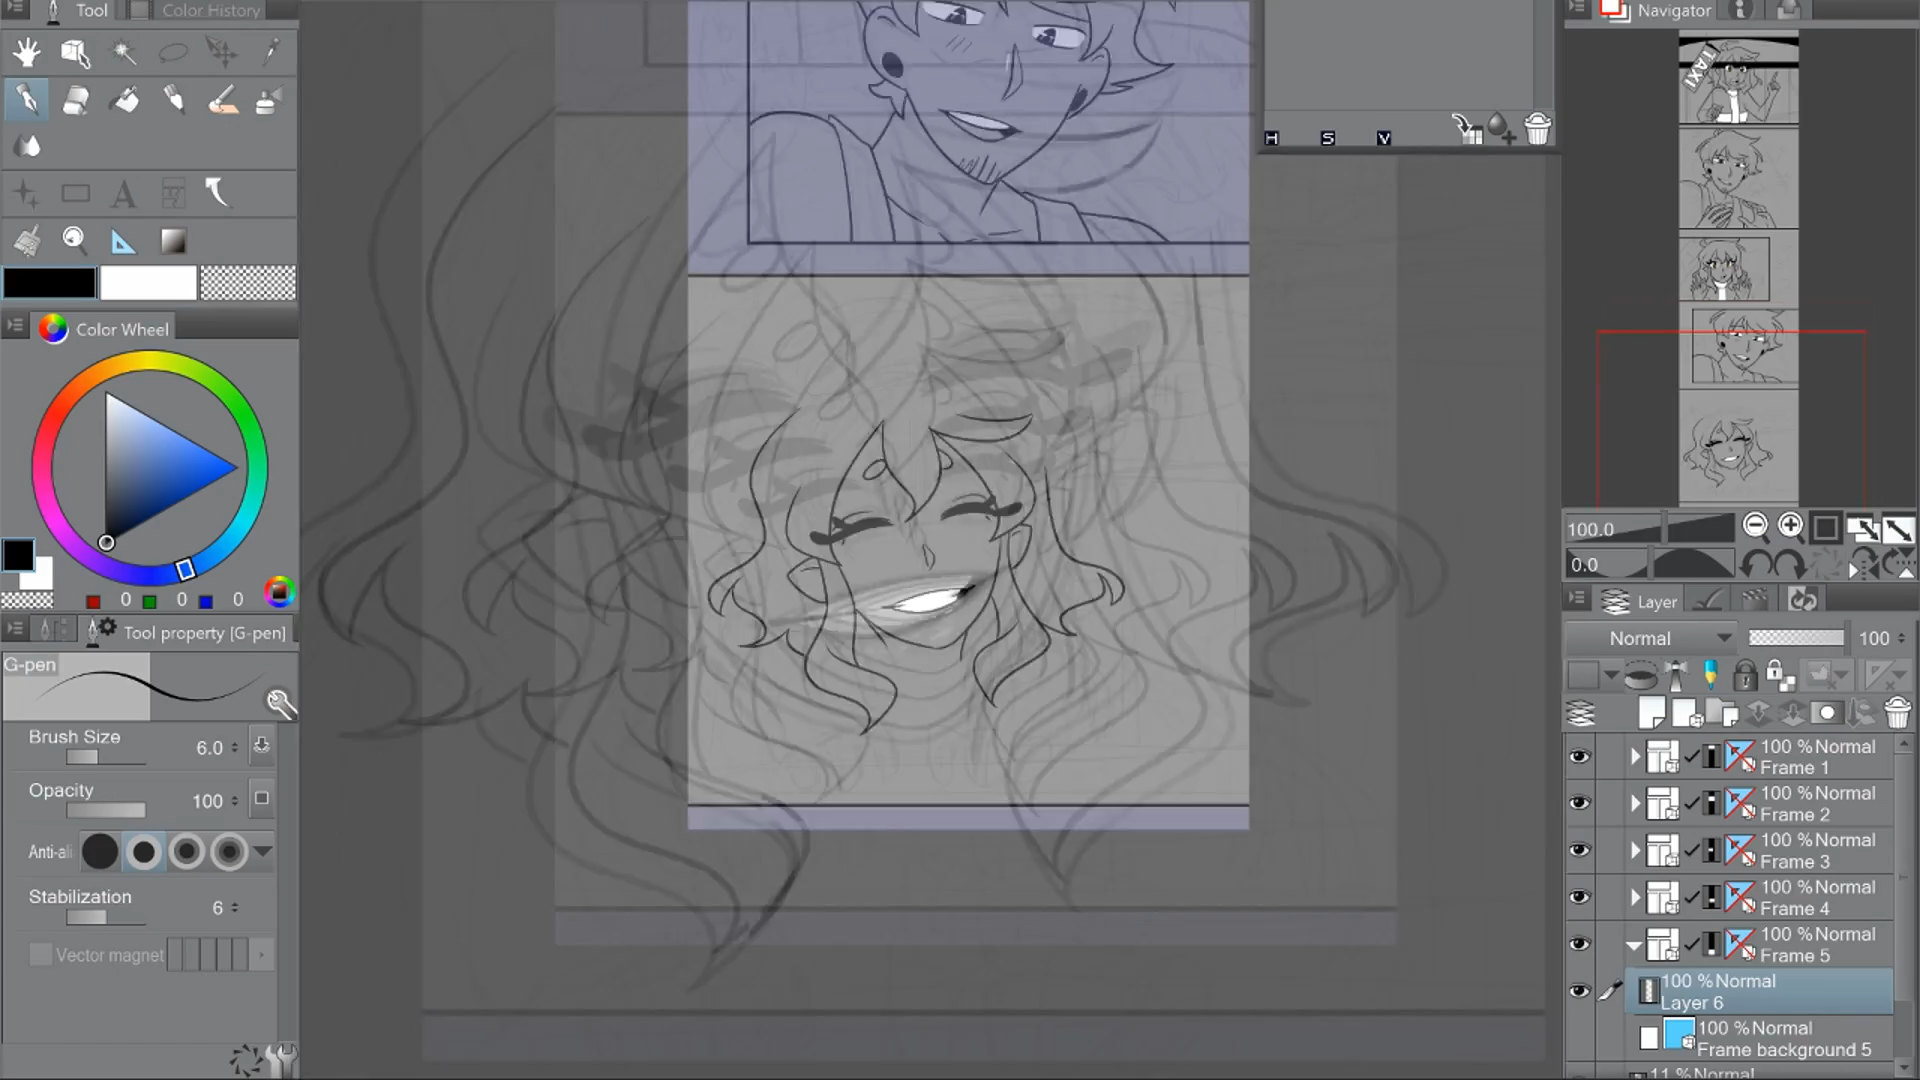 Tool
Color History
Navigator
TAXI
H S V
Color Wheel
0 0 0
Tool property [G-pen]
G-pen
Brush Size
6.0
Opacity
100
Anti-ali
Stabilization
6
Vector magnet
100.0
0.0
Layer
Normal
100
100 %Normal
Frame 1
100 %Normal
Frame 2
100 %Normal
Frame 3
100 %Normal
Frame 4
100 %Normal
Frame 5
100 %Normal
Layer 6
100 %Normal
Frame background 5
11 %Normal